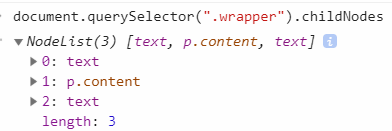 document.querySelector(".wrapper").childNodes
NodeList(3) [text, p.content, text] i
0: text
1: p.content
2: text
length: 3